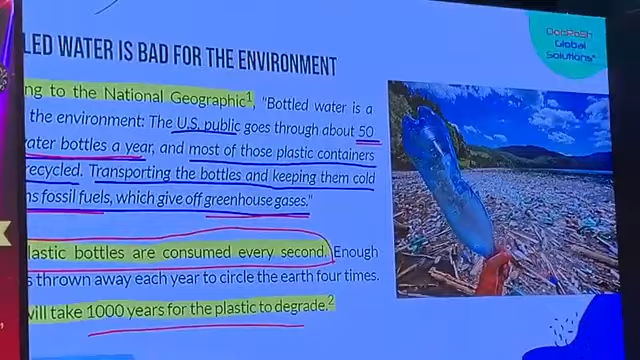 LED WATER IS BAD FOR THE ENVIRONMENT
ng to the National Geographic1, "Bottled water is a
the environment: The U.S. public goes through about 50
ater bottles a year, and most of those plastic containers
recycled. Transporting the bottles and keeping them cold
ns fossil fuels, which give off greenhouse gases."
lastic bottles are consumed every second. Enough
s thrown away each year to circle the earth four times.
will take 1000 years for the plastic to degrade.2
DonRaSh
Global
Solutions